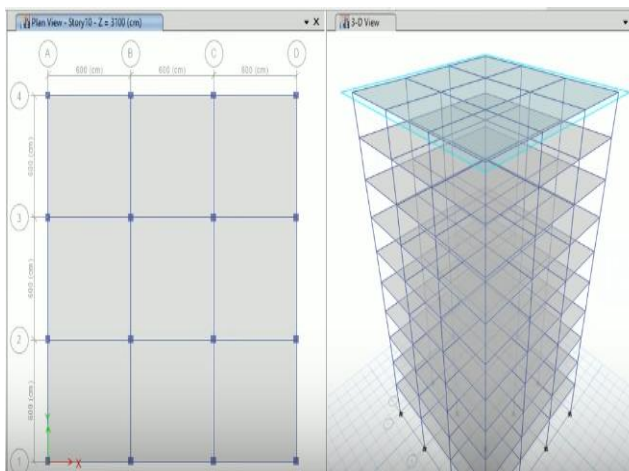 Plan View - Story10 - Z = 3100 (cm)
X
3-D View
A
B
C
D
600 (cm)
600 (cm)
600 (cm)
4
600 (cm)
3
600 (cm)
2
600 (cm)
1
Y
X